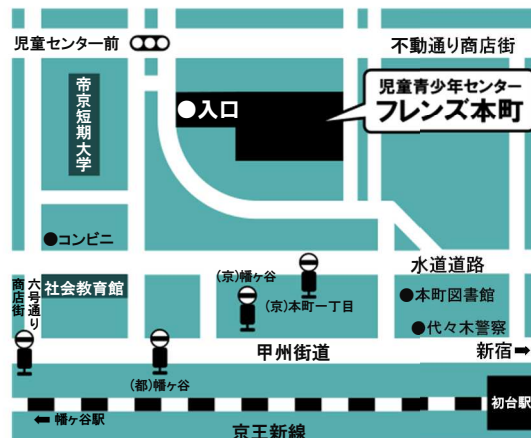 児童センター前
不動通り商店街
児童青少年センター
フレンズ本町
帝京短期大学
●入口
●コンビニ
水道道路
六号通り
商店街
社会教育館
(京)幡ヶ谷
(京)本町一丁目
●本町図書館
●代々木警察
甲州街道
新宿➡
(都)幡ヶ谷
初台駅
⬅幡ヶ谷駅
京王新線